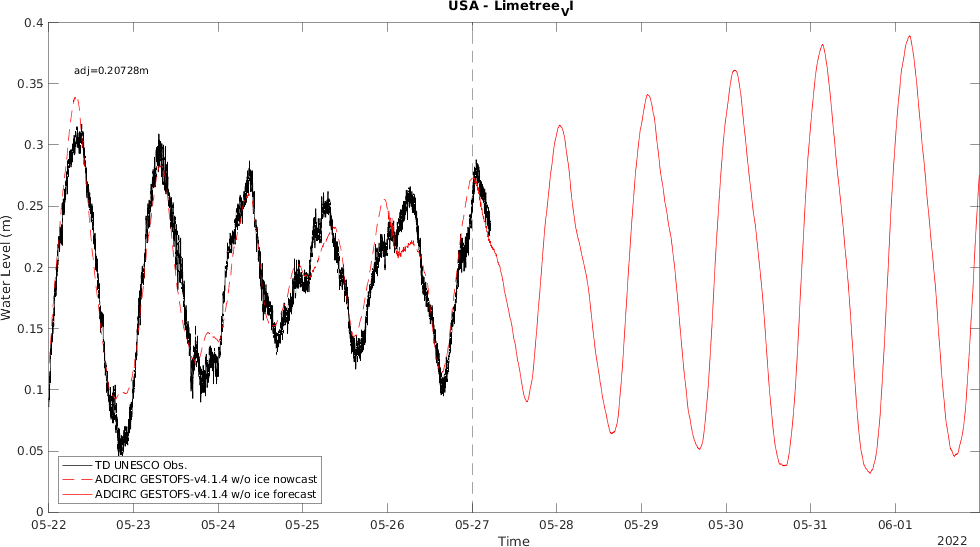 USA - Limetree_VI
adj=0.20728m
0.4
0.35
0.3
0.25
0.2
0.15
0.1
0.05
0
Water Level (m)
TD UNESCO Obs.
ADCIRC GESTOFS-v4.1.4 w/o ice nowcast
ADCIRC GESTOFS-v4.1.4 w/o ice forecast
05-22 05-23 05-24 05-25 05-26 05-27 05-28 05-29 05-30 05-31 06-01
Time
2022